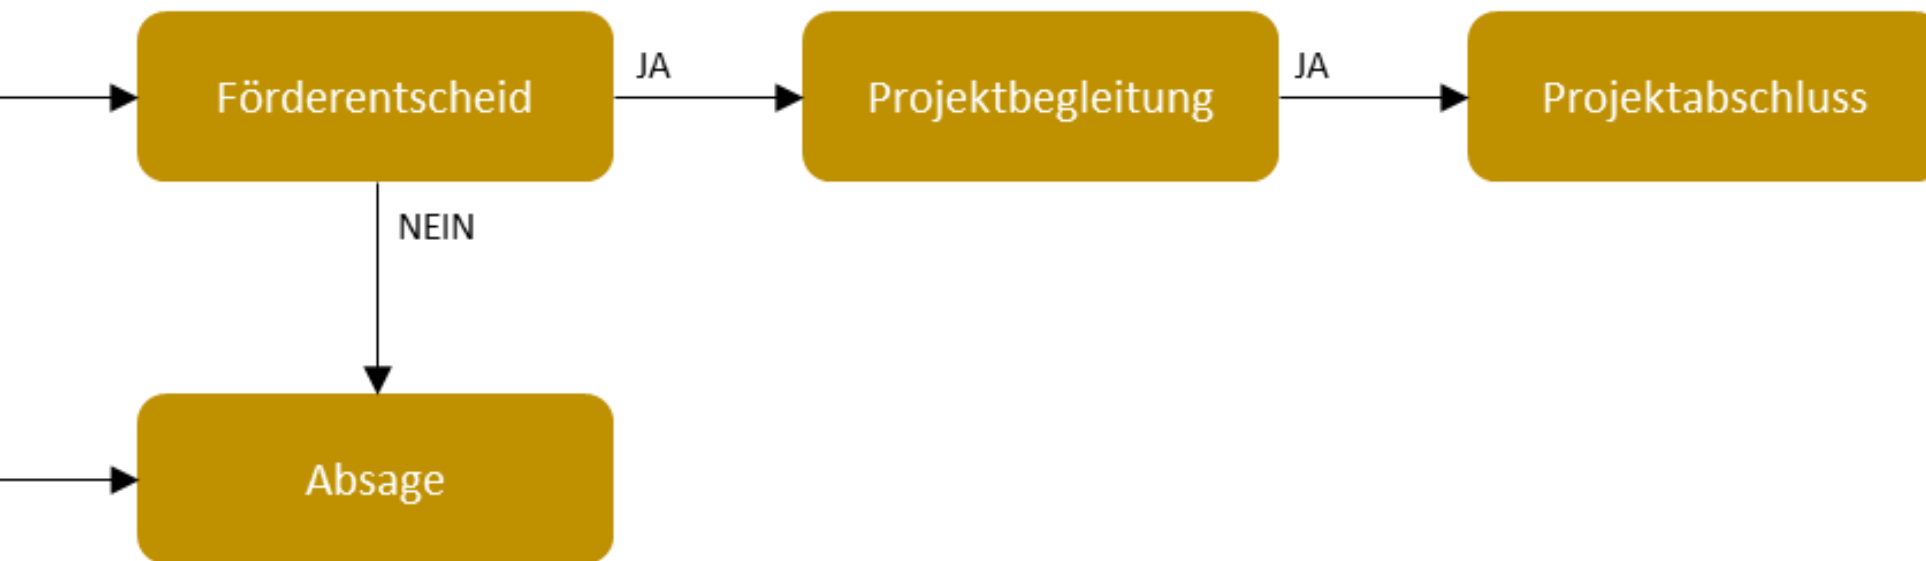 Förderentscheid
JA
Projektbegleitung
JA
Projektabschluss
NEIN
Absage